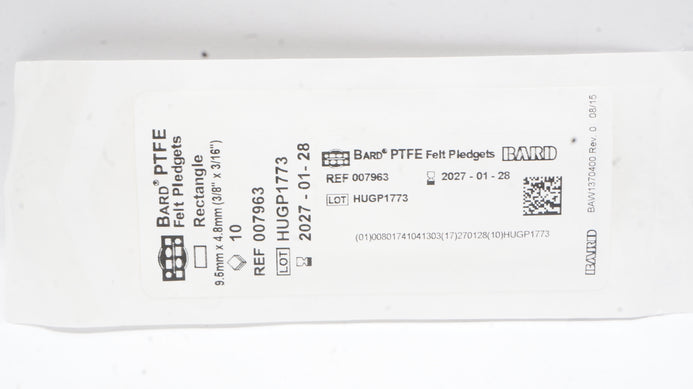 BARD® PTFE
Felt Pledgets
Rectangle
9.6mm x 4.8mm (3/8" x 3/16")
10
REF 007963
LOT HUGP1773
2027 - 01 - 28
BARD® PTFE Felt Pledgets BARD
REF 007963 2027 - 01 - 28
LOT HUGP1773
(01)00801741041303(17)270128(10)HUGP1773
BARD BAW1370400 Rev. 0 08/15